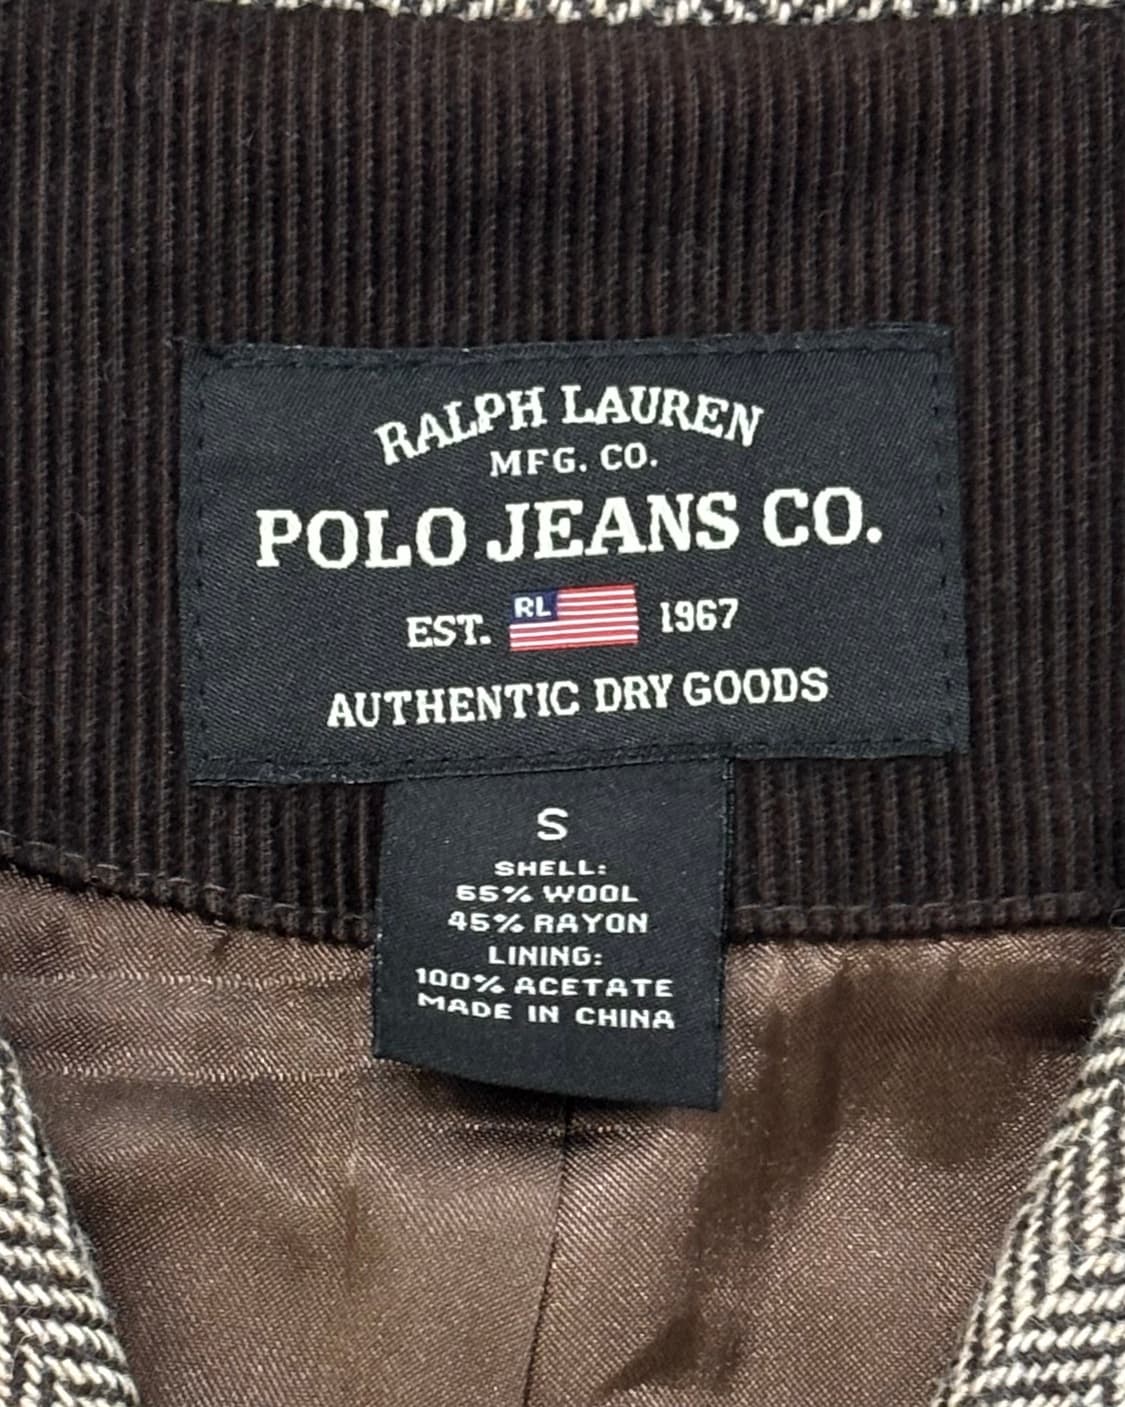 RALPH LAUREN
MFG. CO.
POLO JEANS CO.
EST. RL 1967
AUTHENTIC DRY GOODS
S
SHELL:
55% WOOL
45% RAYON
LINING:
100% ACETATE
MADE IN CHINA